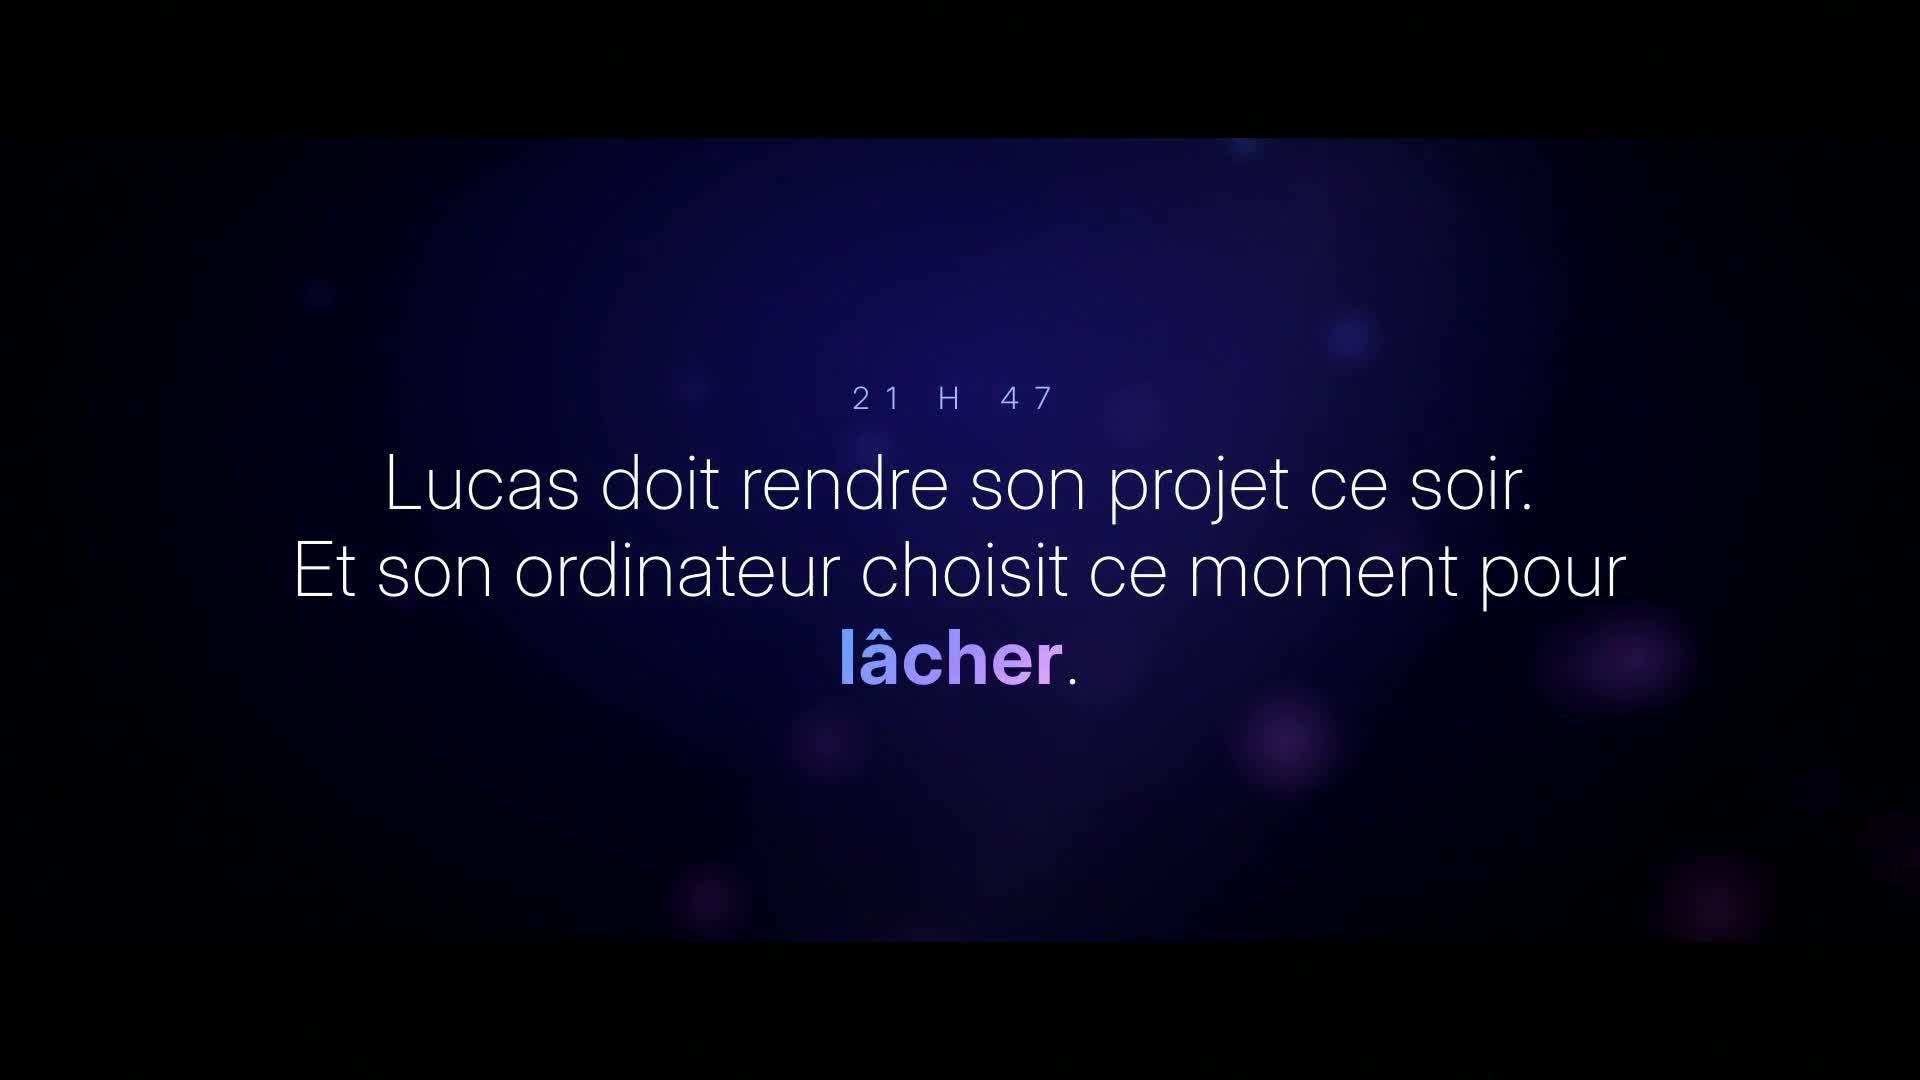 21 H 47
Lucas doit rendre son projet ce soir.
Et son ordinateur choisit ce moment pour
lâcher.